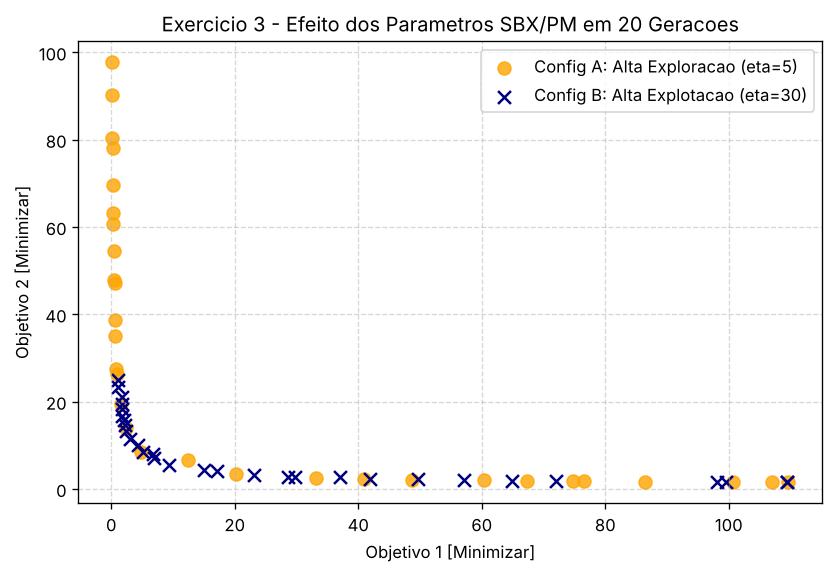 Exercicio 3 - Efeito dos Parametros SBX/PM em 20 Geracoes
Config A: Alta Exploracao (eta=5)
Config B: Alta Explotacao (eta=30)
Objetivo 2 [Minimizar]
100
80
60
40
20
0
0 20 40 60 80 100
Objetivo 1 [Minimizar]